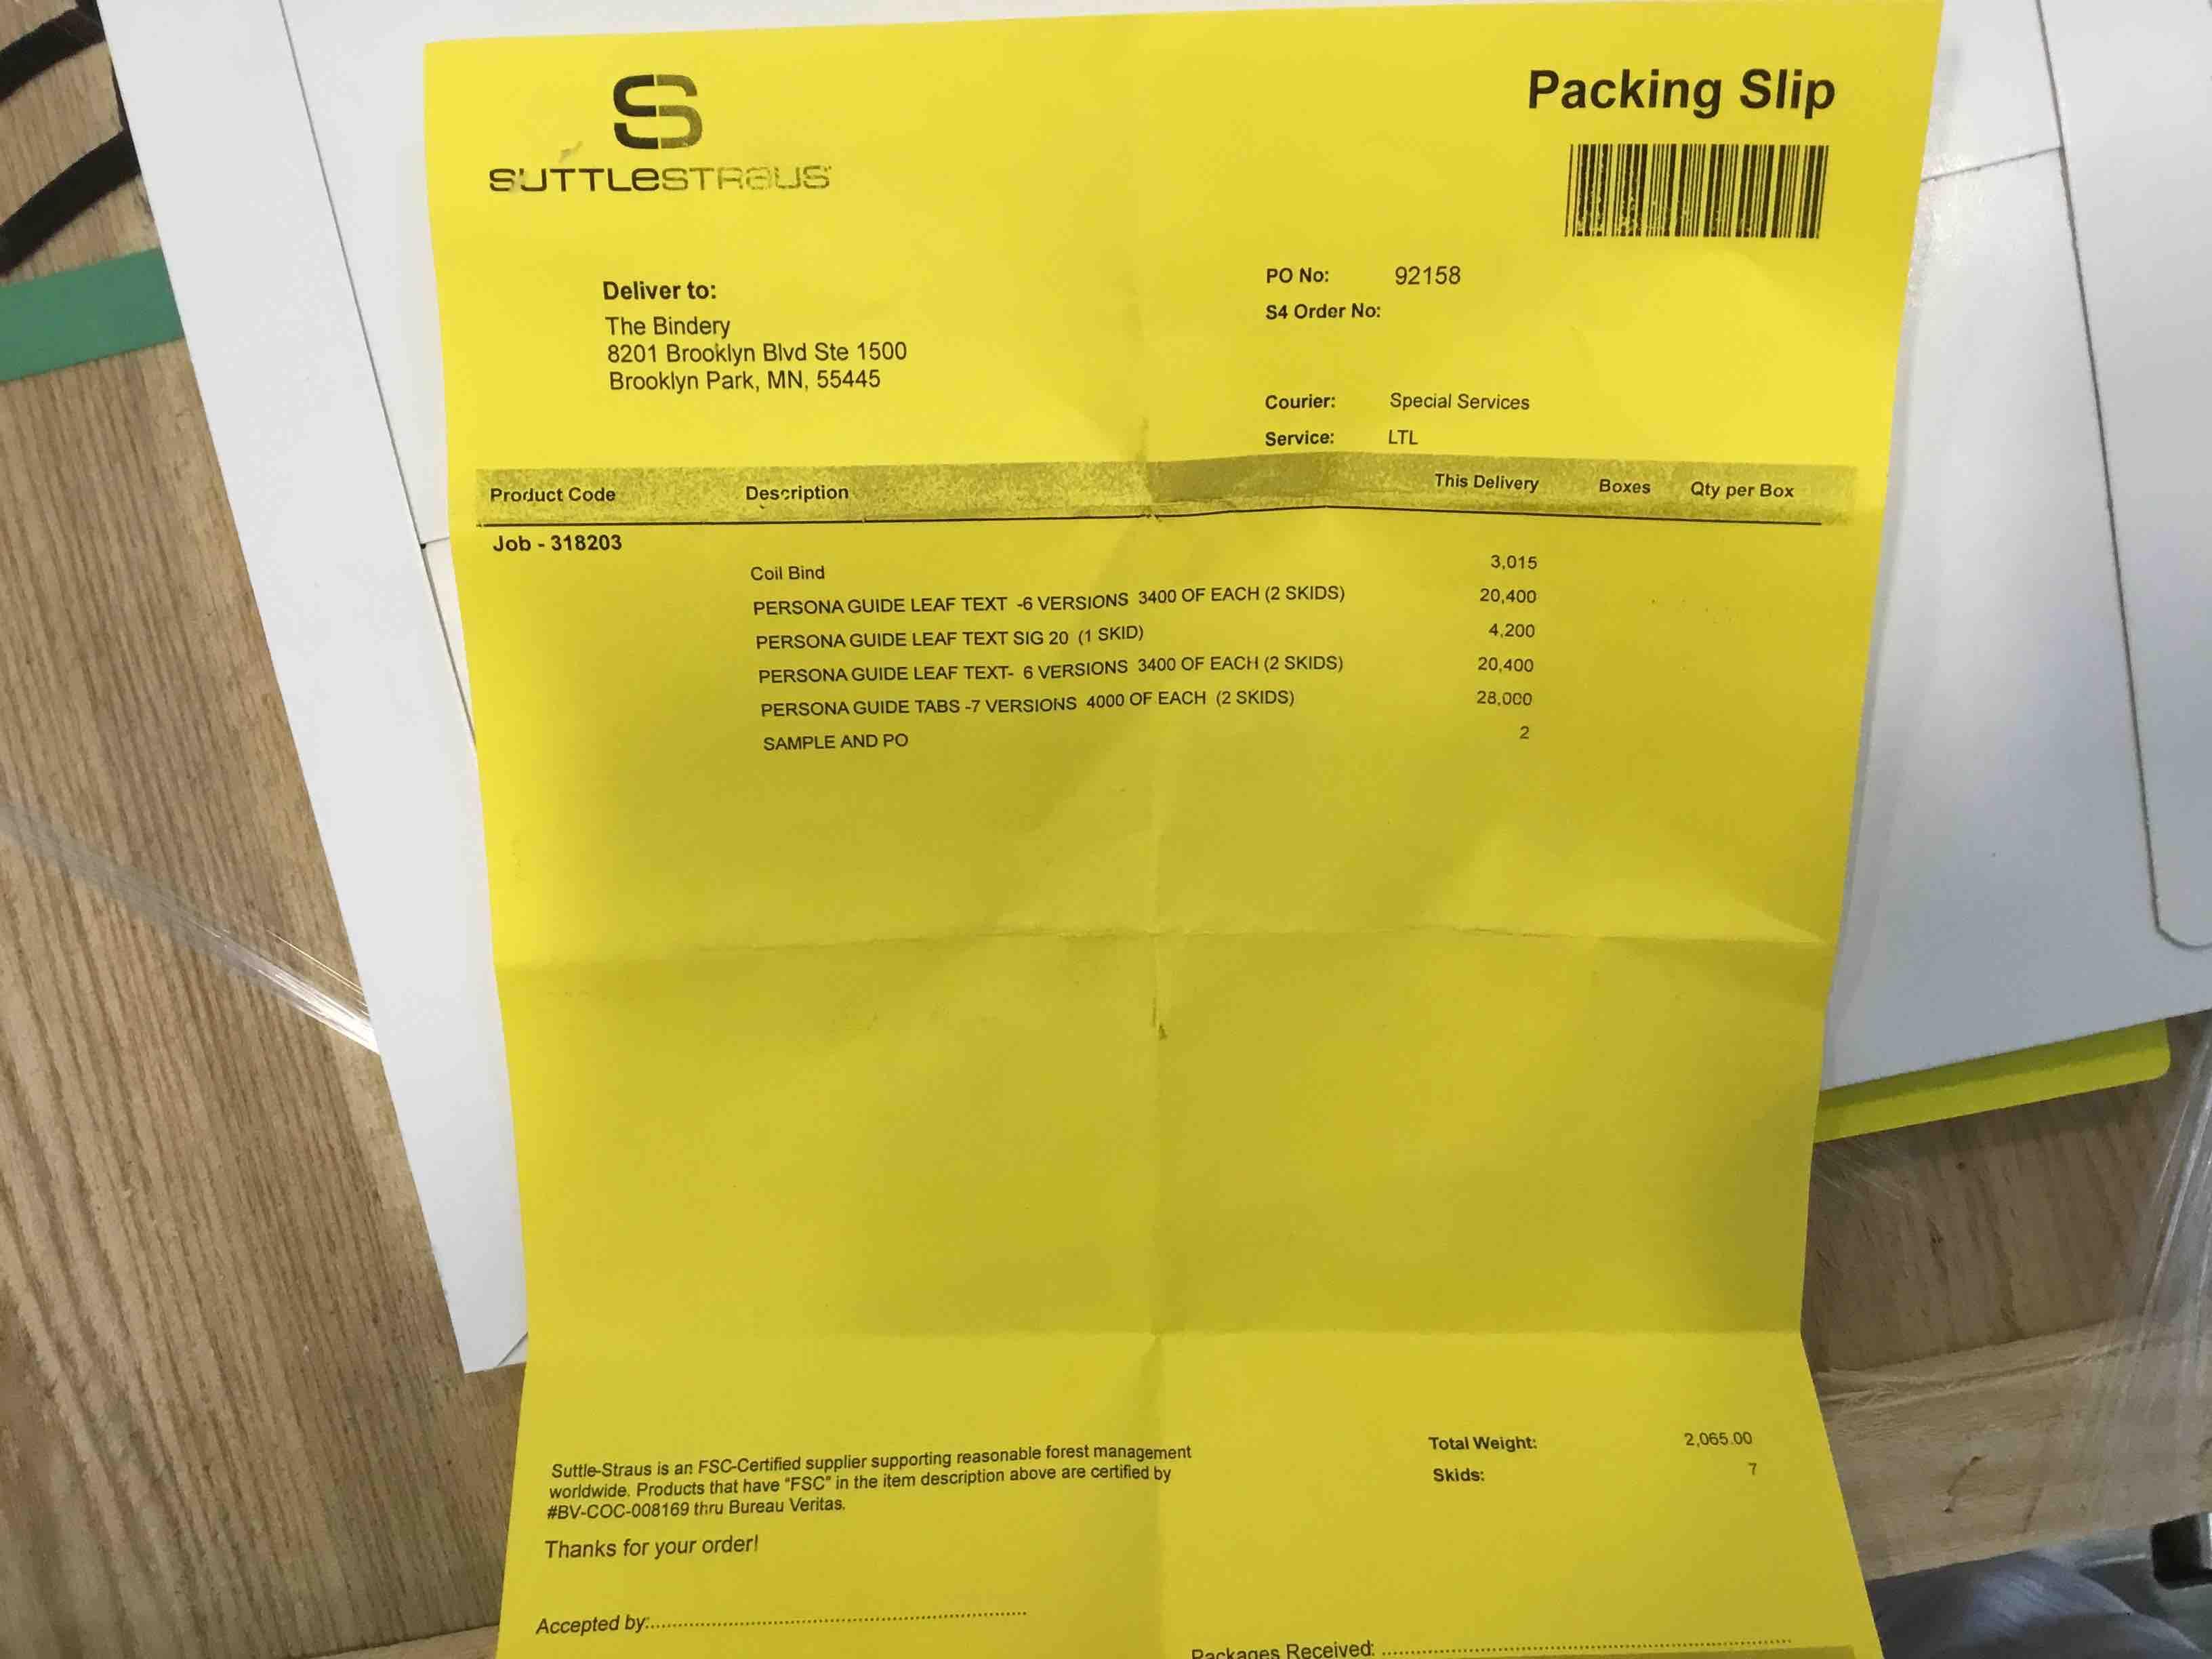 SUTTLESTRAUS
Packing Slip
Deliver to:
The Bindery
8201 Brooklyn Blvd Ste 1500
Brooklyn Park, MN, 55445
PO No: 92158
S4 Order No:
Courier: Special Services
Service: LTL
Product Code Description This Delivery Boxes Qty per Box
Job - 318203
Coil Bind 3,015
PERSONA GUIDE LEAF TEXT -6 VERSIONS 3400 OF EACH (2 SKIDS) 20,400
PERSONA GUIDE LEAF TEXT SIG 20 (1 SKID) 4,200
PERSONA GUIDE LEAF TEXT- 6 VERSIONS 3400 OF EACH (2 SKIDS) 20,400
PERSONA GUIDE TABS -7 VERSIONS 4000 OF EACH (2 SKIDS) 28,000
SAMPLE AND PO 2
Suttle-Straus is an FSC-Certified supplier supporting reasonable forest management
worldwide. Products that have "FSC" in the item description above are certified by
#BV-COC-008169 thru Bureau Veritas.
Thanks for your order!
Total Weight: 2,065.00
Skids: 7
Accepted by:
Packages Received: